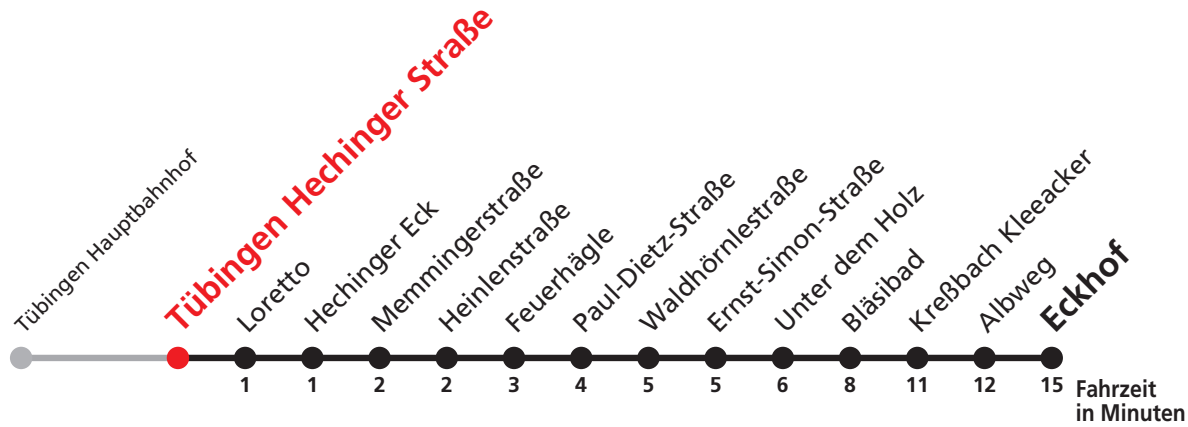 Tübingen Hauptbahnhof
Tübingen Hechinger Straße
Loretto
Hechinger Eck
Memmingerstraße
Heinlenstraße
Feuerhägle
Paul-Dietz-Straße
Waldhörnlestraße
Ernst-Simon-Straße
Unter dem Holz
Bläsibad
Kreßbach Kleeacker
Albweg
Eckhof
1 1 2 2 3 4 5 5 6 8 11 12 15
Fahrzeit
in Minuten